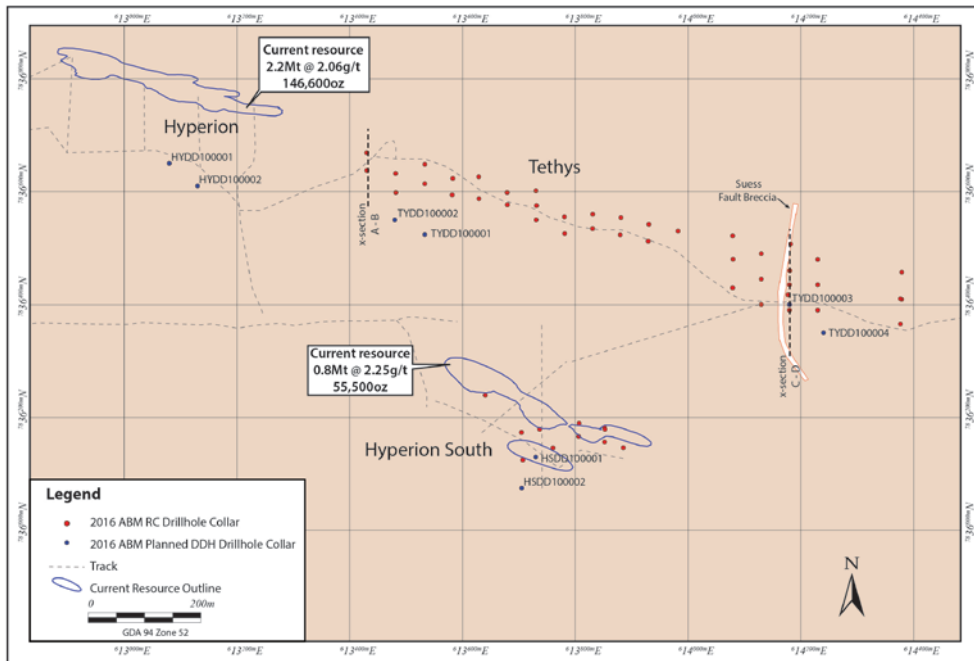 Current resource
2.2Mt @ 2.06g/t
146,600oz
Hyperion
HYDD100001
HYDD100002
Tethys
x-section
A - B
TYDD100002
TYDD100001
Suess
Fault Breccia
TYDD100003
TYDD100004
x-section
C - D
Current resource
0.8Mt @ 2.25g/t
55,500oz
Hyperion South
HSDD100001
HSDD100002
Legend
2016 ABM RC Drillhole Collar
2016 ABM Planned DDH Drillhole Collar
Track
Current Resource Outline
0 200m
GDA 94 Zone 52
N